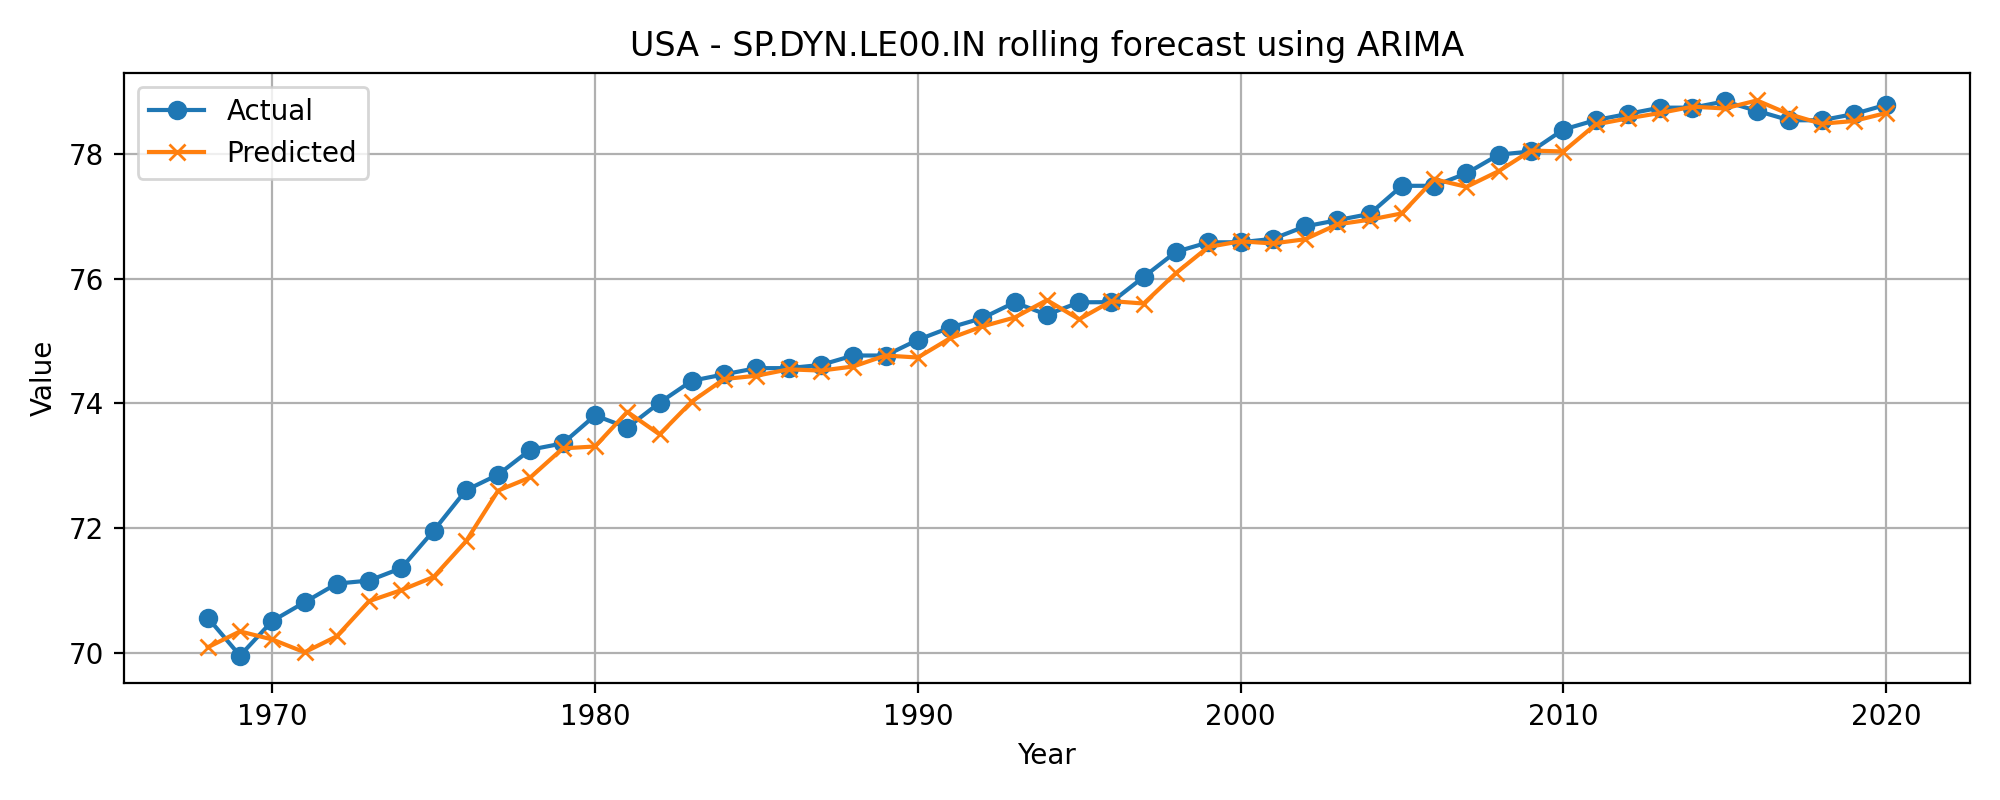 USA - SP.DYN.LE00.IN rolling forecast using ARIMA
Actual
Predicted
Value
78
76
74
72
70
1970 1980 1990 2000 2010 2020
Year